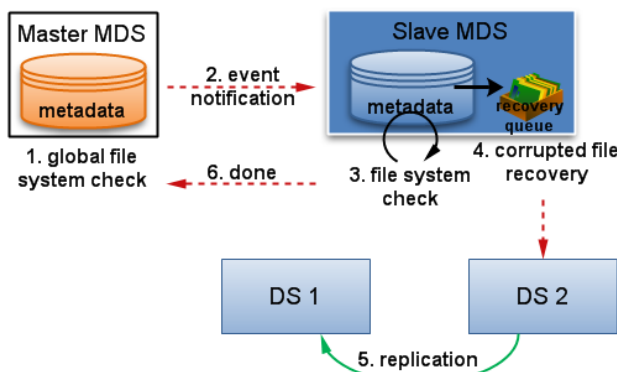 Master MDS
metadata
1. global file
system check
2. event
notification
6. done
Slave MDS
metadata
recovery
queue
3. file system
check
4. corrupted file
recovery
DS 1
DS 2
5. replication